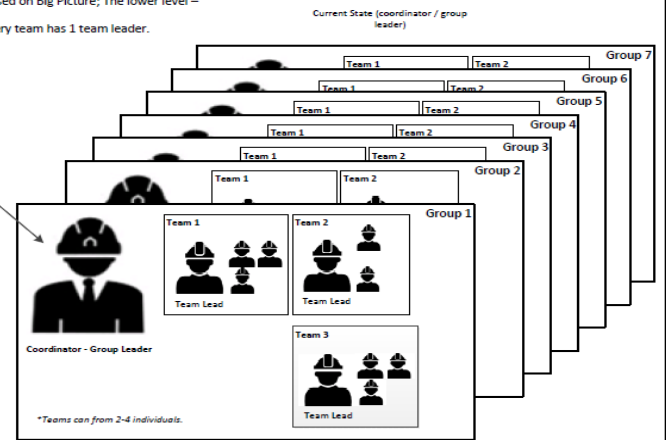 ed on Big Picture; The lower level –
ry team has 1 team leader.
Current State (coordinator / group
leader)
Group 7
Team 1
Team 2
Group 6
Team 1
Team 2
Group 5
Team 1
Team 2
Group 4
Team 1
Team 2
Group 3
Team 1
Team 2
Group 2
Team 1
Team 2
Group 1
Team 1
Team 2
Team Lead
Team Lead
Coordinator - Group Leader
Team 3
Team Lead
*Teams can from 2-4 individuals.